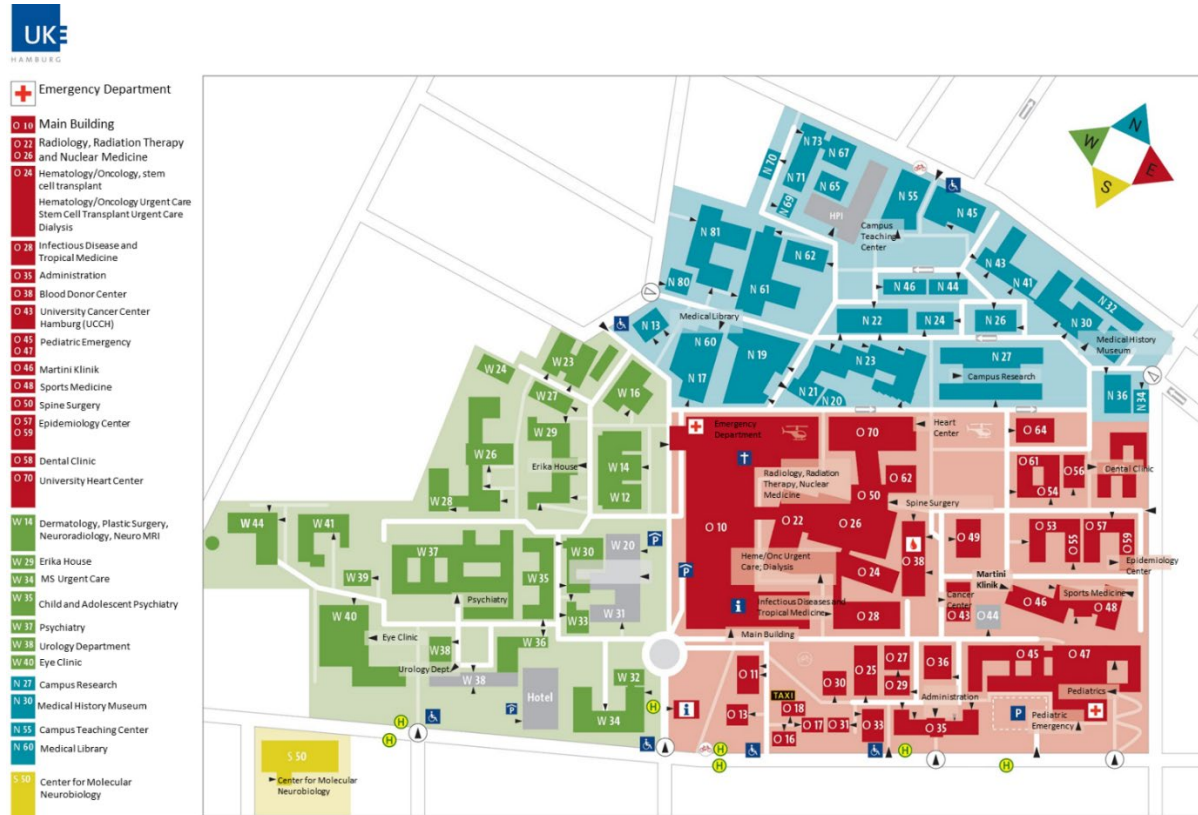 UKE
HAMBURG
Emergency Department
O 10 Main Building
O 22 Radiology, Radiation Therapy
O 26 and Nuclear Medicine
O 24 Hematology/Oncology, stem
cell transplant
Hematology/Oncology Urgent Care
Stem Cell Transplant Urgent Care
Dialysis
O 28 Infectious Disease and
Tropical Medicine
O 35 Administration
O 38 Blood Donor Center
O 43 University Cancer Center
Hamburg (UCCH)
O 45 Pediatric Emergency
O 47
O 46 Martini Klinik
O 48 Sports Medicine
O 50 Spine Surgery
O 57 Epidemiology Center
O 59
O 58 Dental Clinic
O 70 University Heart Center
W 14 Dermatology, Plastic Surgery,
Neuroradiology, Neuro MRI
W 29 Erika House
W 34 MS Urgent Care
W 35 Child and Adolescent Psychiatry
W 37 Psychiatry
W 38 Urology Department
W 40 Eye Clinic
N 27 Campus Research
N 30 Medical History Museum
N 55 Campus Teaching Center
N 60 Medical Library
S 50 Center for Molecular
Neurobiology
N
W
E
S
N 73
N 67
N 70
N 71
N 65
N 69
HPI
N 55
N 45
Campus
Teaching
Center
N 81
N 62
N 43
N 41
N 80
N 61
N 46
N 44
N 32
Medical Library
N 13
N 22
N 24
N 26
N 30
N 60
N 19
N 23
N 27
Medical History
Museum
N 17
N 21
N 20
Campus Research
N 36
N 34
W 23
W 24
W 16
W 27
W 29
W 26
Erika House
W 14
W 12
W 28
Emergency
Department
O 70
Heart
Center
O 64
Radiology, Radiation
Therapy, Nuclear
Medicine
O 62
O 61
O 56
Dental Clinic
O 54
O 50
Spine Surgery
W 44
W 41
O 10
O 22
O 26
O 49
O 53
O 57
O 55
O 59
W 20
W 30
W 37
W 35
Heme/Onc Urgent
Care, Dialysis
O 38
O 24
Epidemiology
Center
W 39
Psychiatry
Martini
Klinik
Sports Medicine
Cancer
Center
O 46
O 48
W 40
W 33
W 31
Infectious Diseases and
Tropical Medicine
O 28
O 43
O 44
Eye Clinic
W 38
W 36
Main Building
Urology Dept
W 38
Hotel
W 32
W 34
O 11
O 30
O 25
O 27
O 29
O 36
O 45
O 47
Administration
Pediatrics
TAXI
O 18
O 13
O 17
O 16
O 31
O 33
O 35
P
Pediatric
Emergency
H
H
H
H
H
H
H
S 50
Center for Molecular
Neurobiology